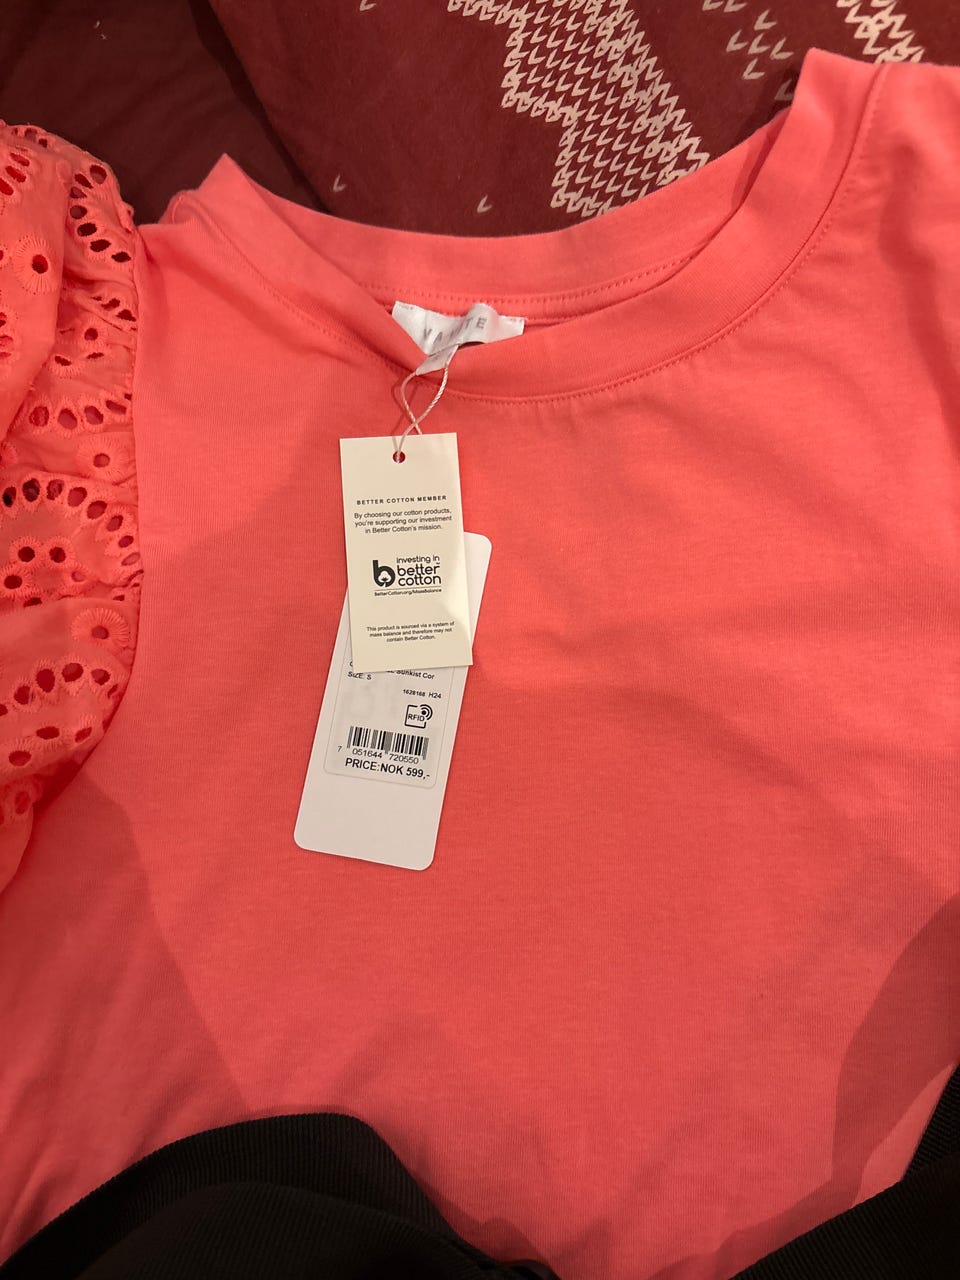 BETTER COTTON MEMBER
By choosing our cotton products,
you're supporting our investment
in Better Cotton's mission.
investing in
better
cotton
BetterCotton.org/MassBalance
This product is sourced via a system of
mass balance and therefore may not
contain Better Cotton.
Sunkist Cor
SIZE: S
1628168 H24
RFID
7 051644 720550
PRICE:NOK 599,-